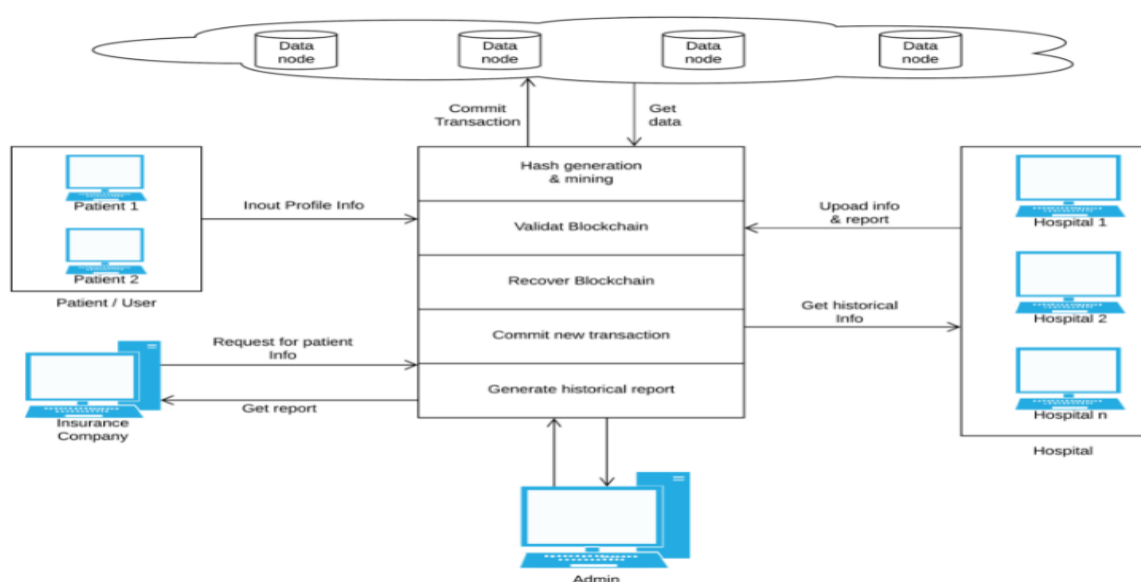 Data
node
Data
node
Data
node
Data
node
Commit
Transaction
Get
data
Patient 1
Patient 2
Patient / User
Inout Profile Info
Hash generation
& mining
Validat Blockchain
Recover Blockchain
Commit new transaction
Generate historical report
Upoad info
& report
Get historical
Info
Hospital 1
Hospital 2
Hospital n
Hospital
Request for patient
Info
Get report
Insurance
Company
Admin